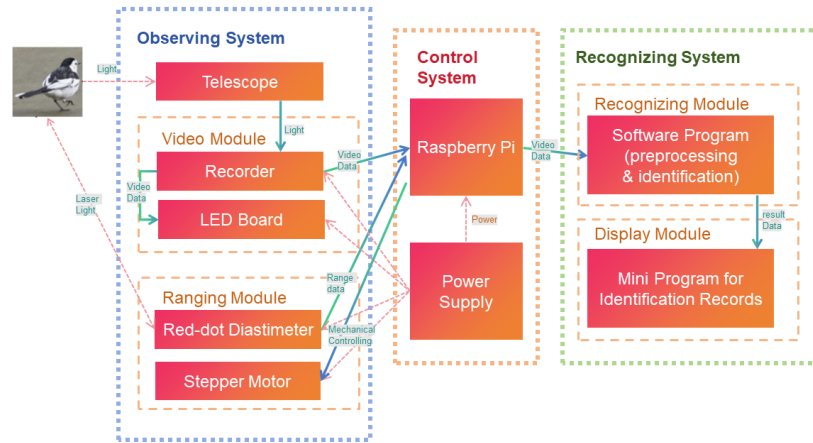 Observing System
Control
System
Recognizing System
Light
Telescope
Light
Video Module
Recorder
Video
Data
LED Board
Video
Data
Laser
Light
Raspberry Pi
Video
Data
Recognizing Module
Software Program
(preprocessing
& identification)
result
Data
Power
Power
Supply
Display Module
Mini Program for
Identification Records
Ranging Module
Range
data
Red-dot Diastimeter
Mechanical
Controlling
Stepper Motor